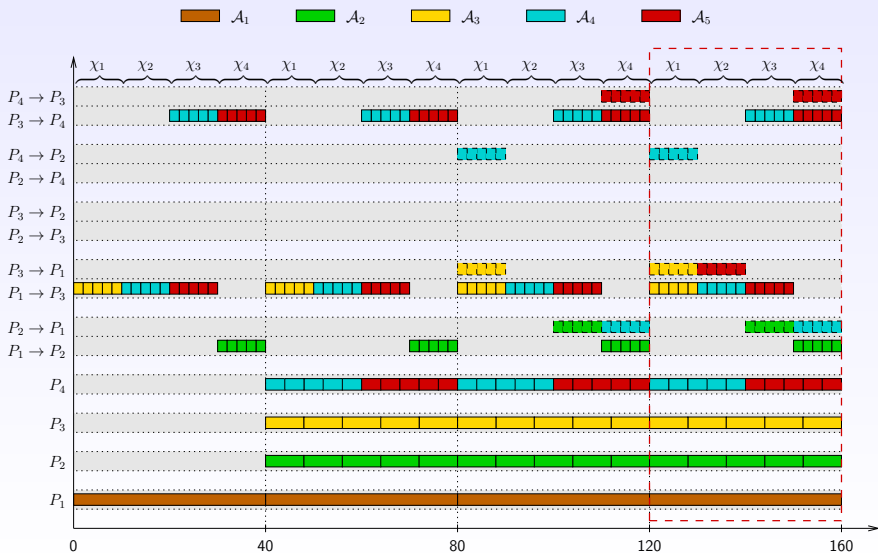 𝒜₁ 𝒜₂ 𝒜₃ 𝒜₄ 𝒜₅
χ₁ χ₂ χ₃ χ₄ χ₁ χ₂ χ₃ χ₄ χ₁ χ₂ χ₃ χ₄ χ₁ χ₂ χ₃ χ₄
P₄ → P₃
P₃ → P₄
P₄ → P₂
P₂ → P₄
P₃ → P₂
P₂ → P₃
P₃ → P₁
P₁ → P₃
P₂ → P₁
P₁ → P₂
P₄
P₃
P₂
P₁
0 40 80 120 160